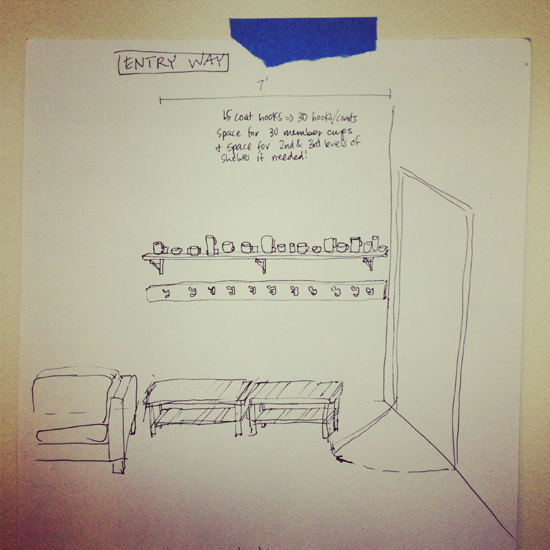 ENTRY WAY
7'
15 coat hooks => 30 hooks/coats
space for 30 member cups
+ space for 2nd & 3rd levels of
shelves if needed!